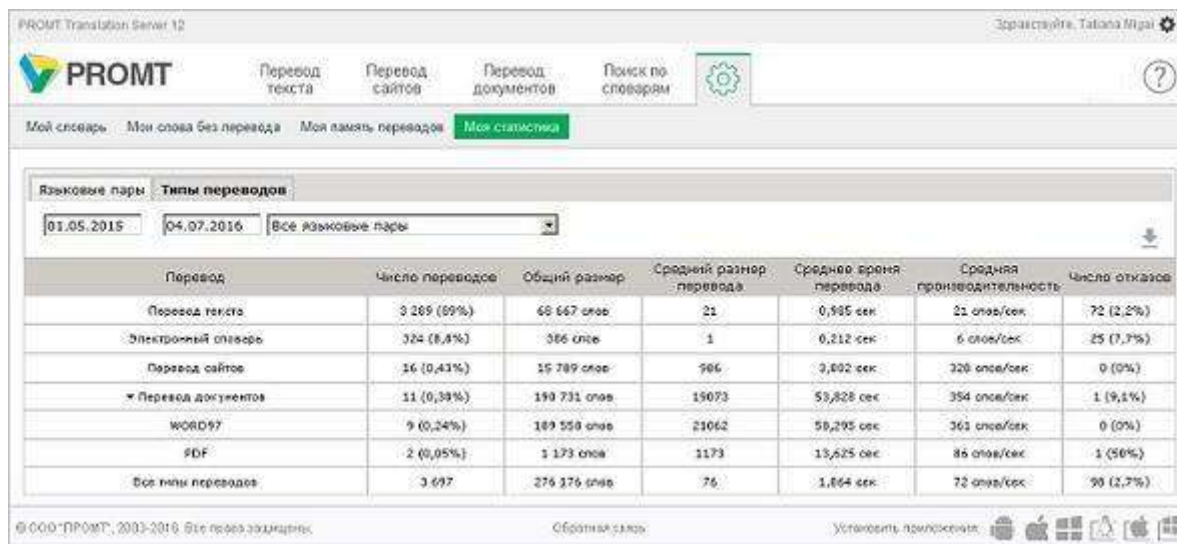 PROMT Translation Server 12
Здравствуйте, Tatiana Migal
PROMT
Перевод текста
Перевод сайтов
Перевод документов
Поиск по словарям
?
Мой словарь Мои слова без перевода Моя память переводов Моя статистика
Языковые пары Типы переводов
01.05.2015 04.07.2016 Все языковые пары
Перевод Число переводов Общий размер Средний размер перевода Среднее время перевода Средняя производительность Число отказов
Перевод текста 3 289 (89%) 68 667 слов 21 0,985 сек 21 слов/сек 72 (2,2%)
Электронный словарь 324 (8,8%) 386 слов 1 0,212 сек 6 слов/сек 25 (7,7%)
Перевод сайтов 16 (0,43%) 15 789 слов 986 3,002 сек 328 слов/сек 0 (0%)
Перевод документов 11 (0,30%) 190 731 слов 19073 53,828 сек 354 слов/сек 1 (9,1%)
WORD97 9 (0,24%) 189 558 слов 21062 58,295 сек 361 слов/сек 0 (0%)
PDF 2 (0,05%) 1 173 слов 1173 13,625 сек 86 слов/сек 1 (50%)
Все типы переводов 3 697 276 176 слов 76 1,064 сек 72 слов/сек 98 (2,7%)
© ООО "ПРОМТ", 2003-2016. Все права защищены. Обратная связь Установить приложения: